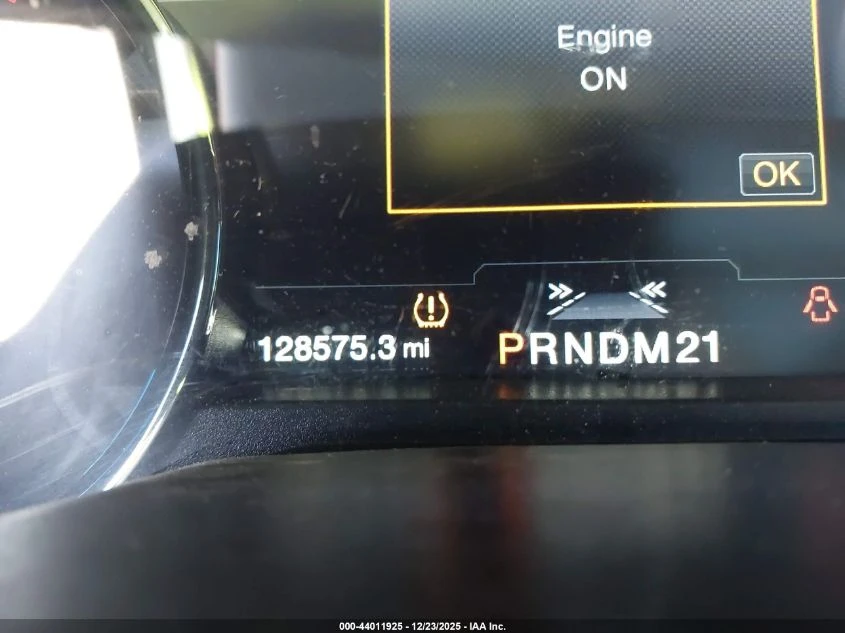 Engine
ON
OK
128575.3 mi
PRNDM21
000-44011925 - 12/23/2025 - IAA Inc.